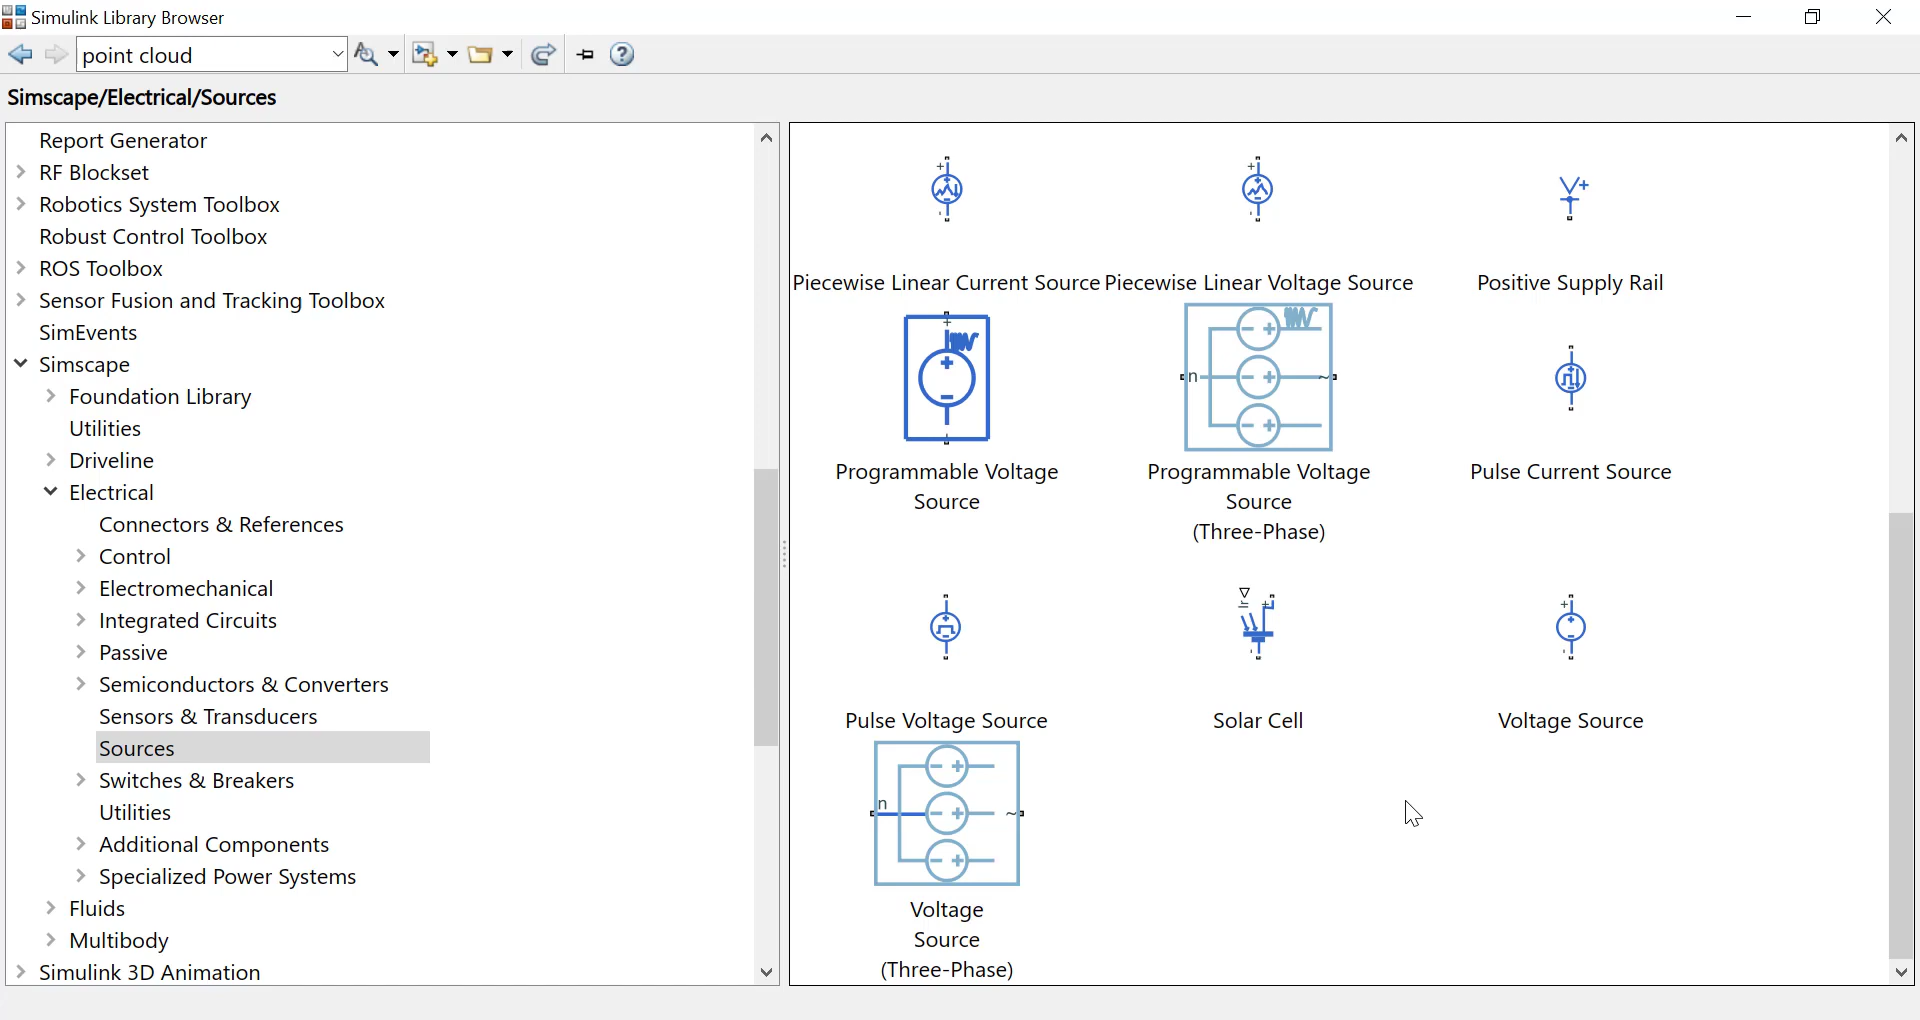 Simulink Library Browser
point cloud
Simscape/Electrical/Sources
Report Generator
RF Blockset
Robotics System Toolbox
Robust Control Toolbox
ROS Toolbox
Sensor Fusion and Tracking Toolbox
SimEvents
Simscape
Foundation Library
Utilities
Driveline
Electrical
Connectors & References
Control
Electromechanical
Integrated Circuits
Passive
Semiconductors & Converters
Sensors & Transducers
Sources
Switches & Breakers
Utilities
Additional Components
Specialized Power Systems
Fluids
Multibody
Simulink 3D Animation
Piecewise Linear Current Source
Piecewise Linear Voltage Source
Positive Supply Rail
Programmable Voltage
Source
n
~
Programmable Voltage
Source
(Three-Phase)
Pulse Current Source
Pulse Voltage Source
Ir
Solar Cell
Voltage Source
n
~
Voltage
Source
(Three-Phase)